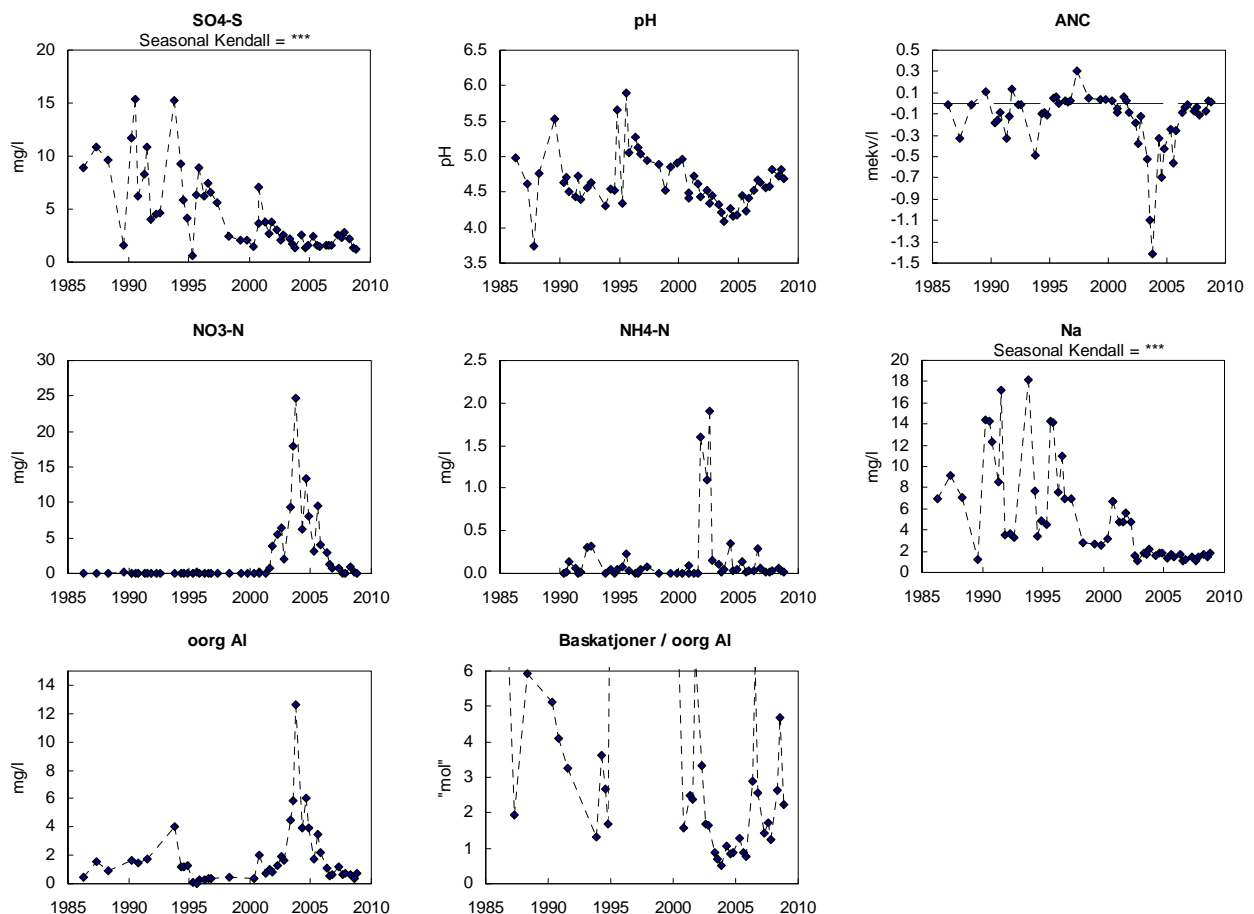 SO4-S
Seasonal Kendall = ***
20
15
10
5
0
mg/l
1985 1990 1995 2000 2005 2010
pH
6.5
6.0
5.5
5.0
4.5
4.0
3.5
pH
1985 1990 1995 2000 2005 2010
ANC
0.5
0.3
0.1
-0.1
-0.3
-0.5
-0.7
-0.9
-1.1
-1.3
-1.5
mekv/l
1985 1990 1995 2000 2005 2010
NO3-N
30
25
20
15
10
5
0
mg/l
1985 1990 1995 2000 2005 2010
NH4-N
2.5
2.0
1.5
1.0
0.5
0.0
mg/l
1985 1990 1995 2000 2005 2010
Na
Seasonal Kendall = ***
20
18
16
14
12
10
8
6
4
2
0
mg/l
1985 1990 1995 2000 2005 2010
oorg Al
14
12
10
8
6
4
2
0
mg/l
1985 1990 1995 2000 2005 2010
Baskatjoner / oorg Al
6
5
4
3
2
1
0
"mol"
1985 1990 1995 2000 2005 2010